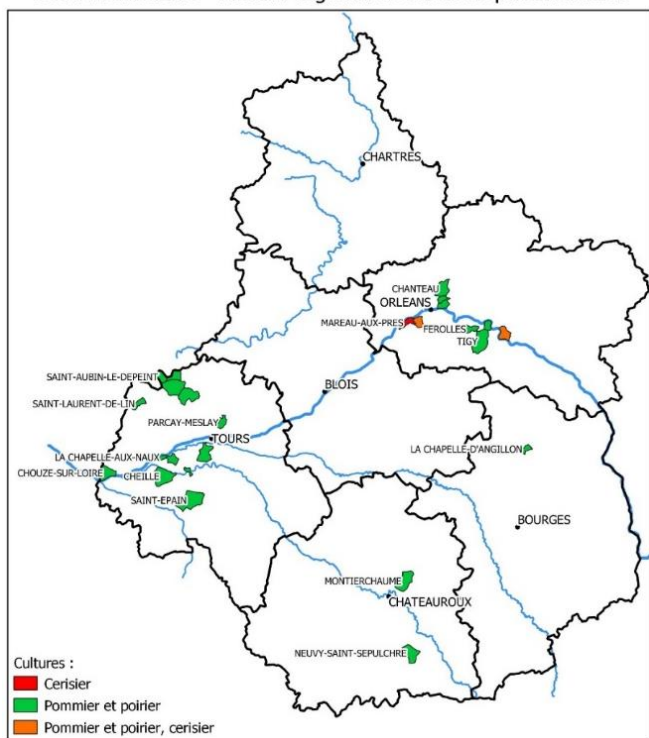 CHARTRES
CHANTEAU
ORLEANS
MAREAU-AUX-PRES
FEROLLES
TIGY
SAINT-AUBIN-LE-DEPEINT
BLOIS
SAINT-LAURENT-DE-LIN
PARCAY-MESLAY
TOURS
LA CHAPELLE-D'ANGILLON
LA CHAPELLE-AUX-NAUX
CHOUZE-SUR-LOIRE
CHEILLE
SAINT-EPAIN
BOURGES
MONTIERCHAUME
CHATEAUROUX
NEUVY-SAINT-SEPULCHRE
Cultures :
Cerisier
Pommier et poirier
Pommier et poirier, cerisier